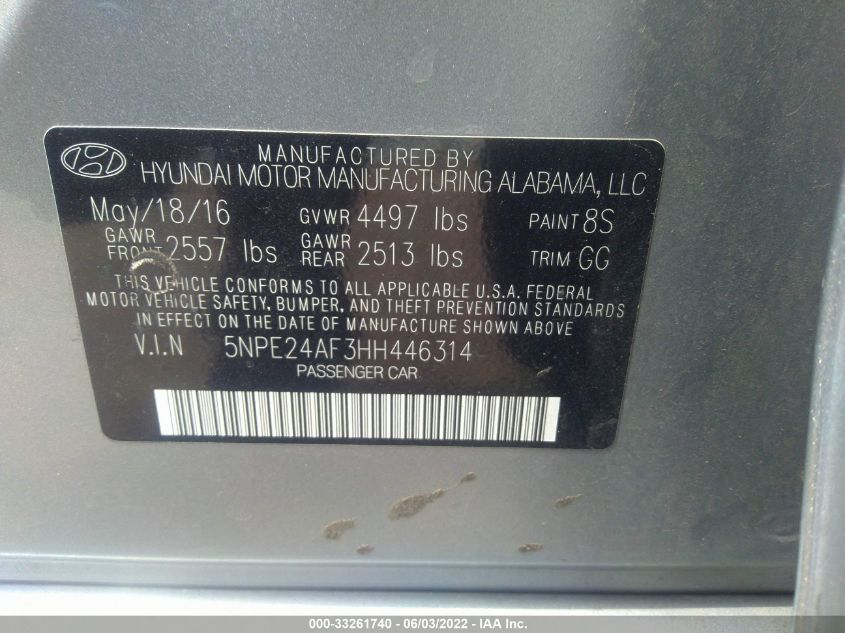 MANUFACTURED BY
HYUNDAI MOTOR MANUFACTURING ALABAMA, LLC
May/18/16 GVWR 4497 lbs PAINT 8S
GAWR FRONT 2557 lbs GAWR REAR 2513 lbs TRIM GG
THIS VEHICLE CONFORMS TO ALL APPLICABLE U.S.A. FEDERAL
MOTOR VEHICLE SAFETY, BUMPER, AND THEFT PREVENTION STANDARDS
IN EFFECT ON THE DATE OF MANUFACTURE SHOWN ABOVE
V.I.N 5NPE24AF3HH446314
PASSENGER CAR
000-33261740 - 06/03/2022 - IAA Inc.